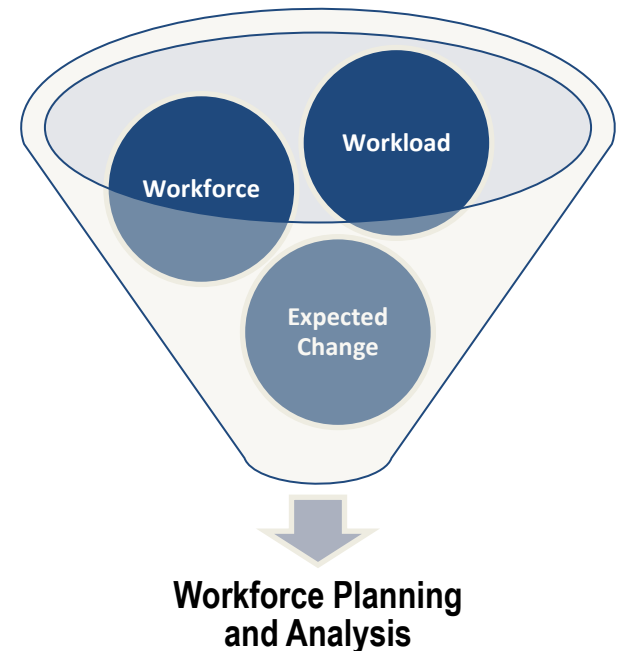 Workload
Workforce
Expected
Change
Workforce Planning
and Analysis